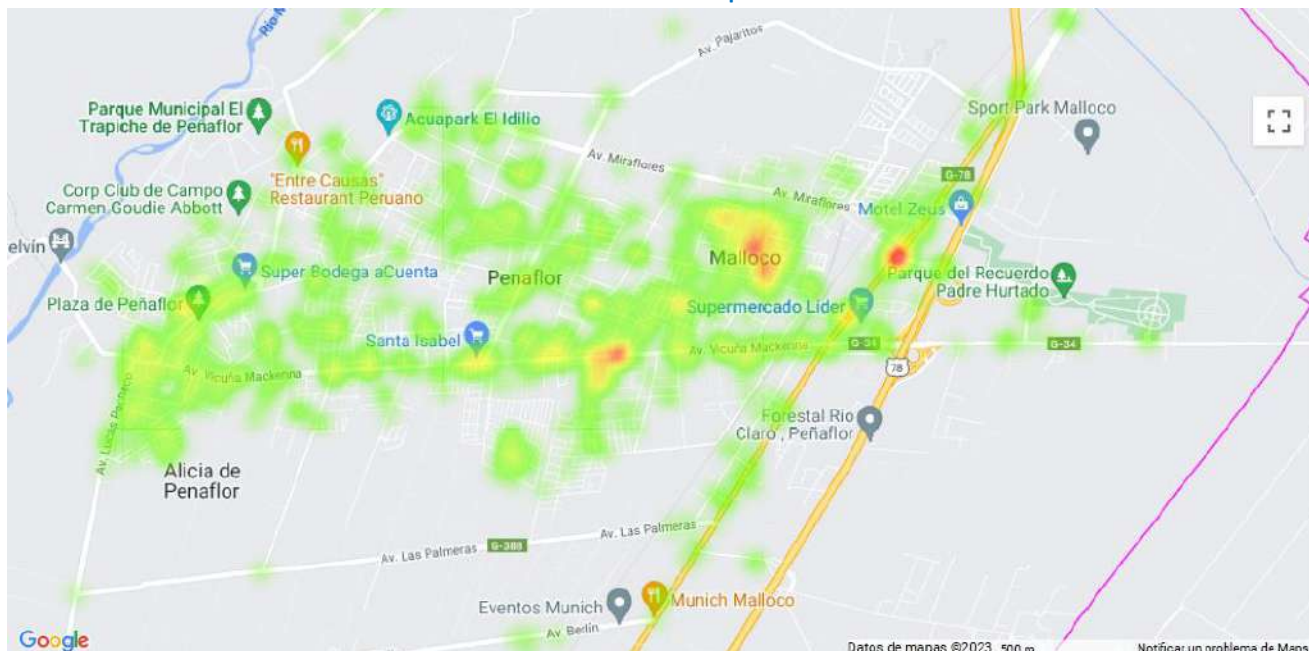 Av. Pajaritos
Parque Municipal El
Trapiche de Peñaflor
Acuapark El Idilio
Sport Park Malloco
"Entre Causas"
Restaurant Peruano
Av. Miraflores
G-78
Corp Club de Campo
Carmen Goudie Abbott
Av. Miraflores
Motel Zeus
elvín
Malloco
Super Bodega aCuenta
Penaflor
Parque del Recuerdo
Padre Hurtado
Plaza de Peñaflor
Supermercado Lider
Santa Isabel
Av. Vicuña Mackenna
G-34
G-34
Av. Vicuña Mackenna
78
Av. Lucas Pacheco
Forestal Rio
Claro , Peñaflor
Alicia de
Penaflor
Av. Las Palmeras
G-388
Av. Las Palmeras
Eventos Munich
Munich Malloco
Av. Berlín
Google
Datos de mapas ©2023
500 m
Notificar un problema de Maps